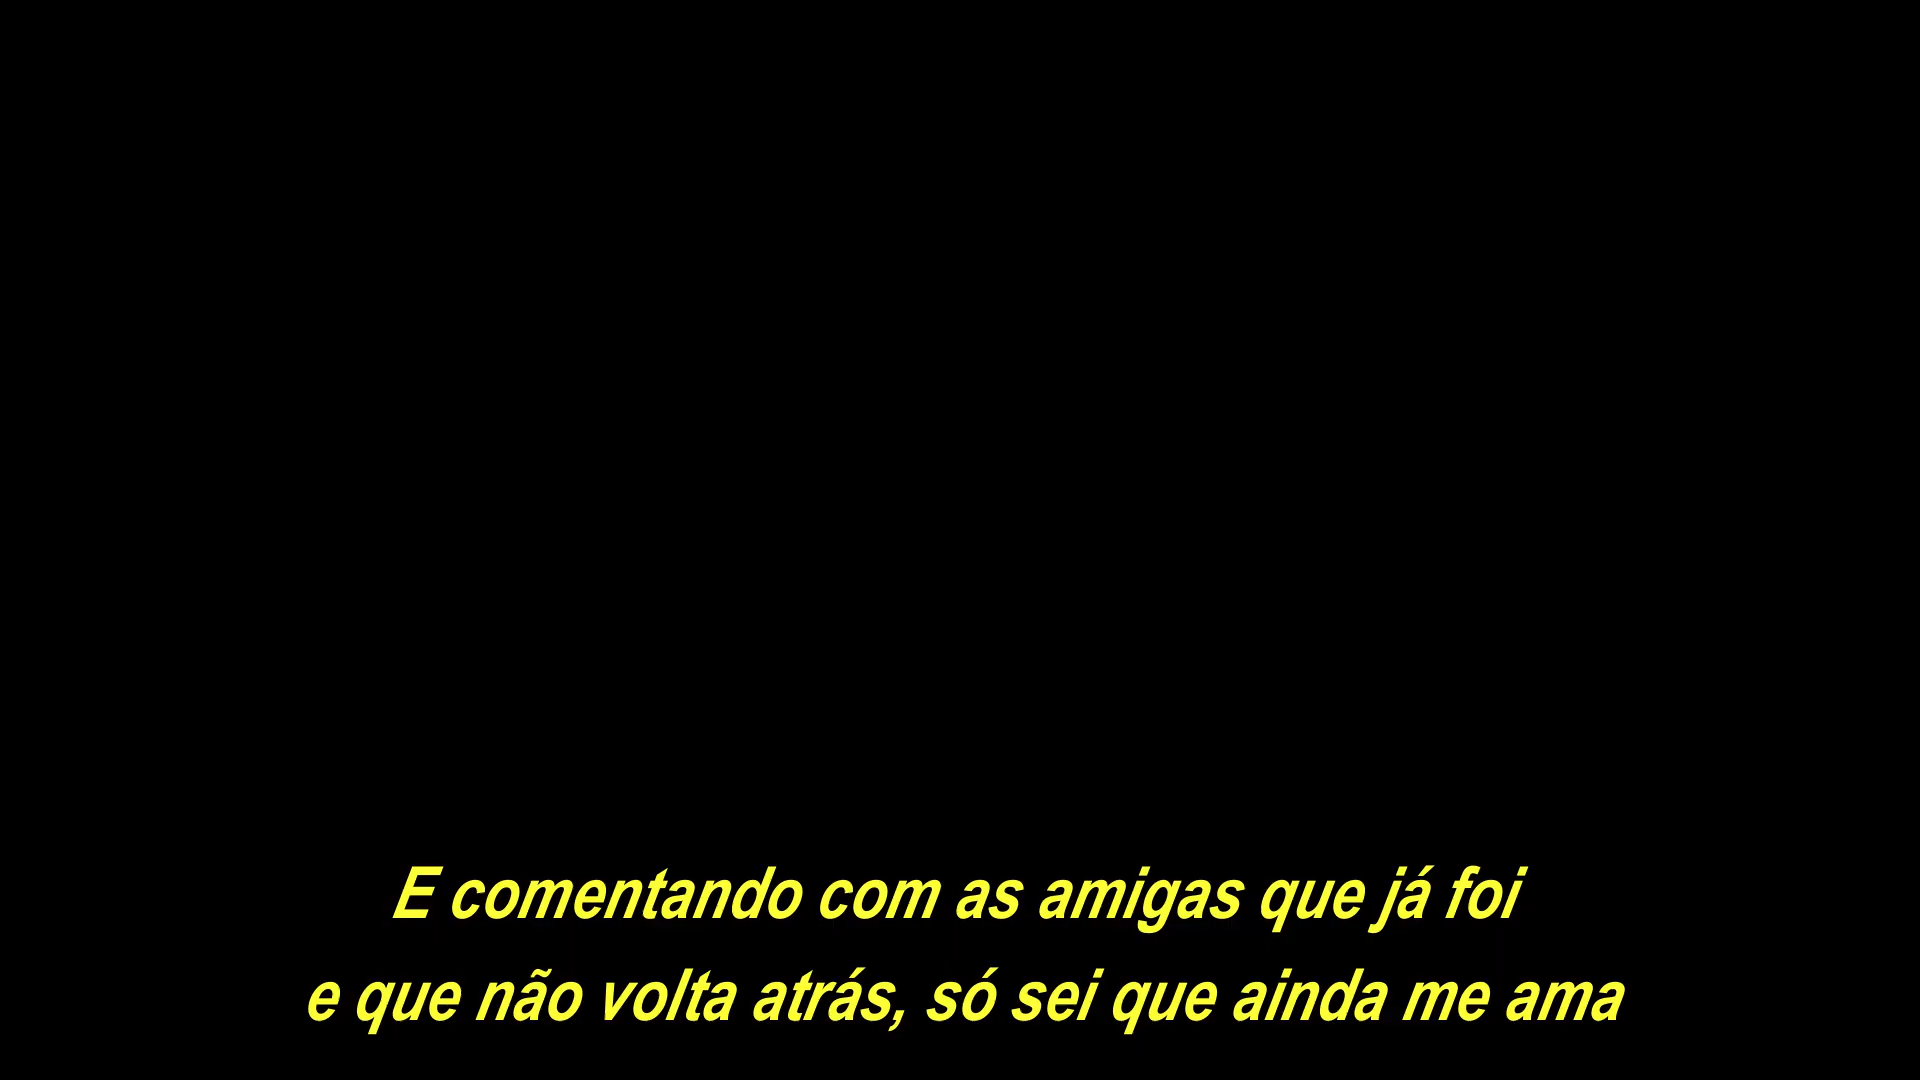 E comentando com as amigas que já foi
e que não volta atrás, só sei que ainda me ama